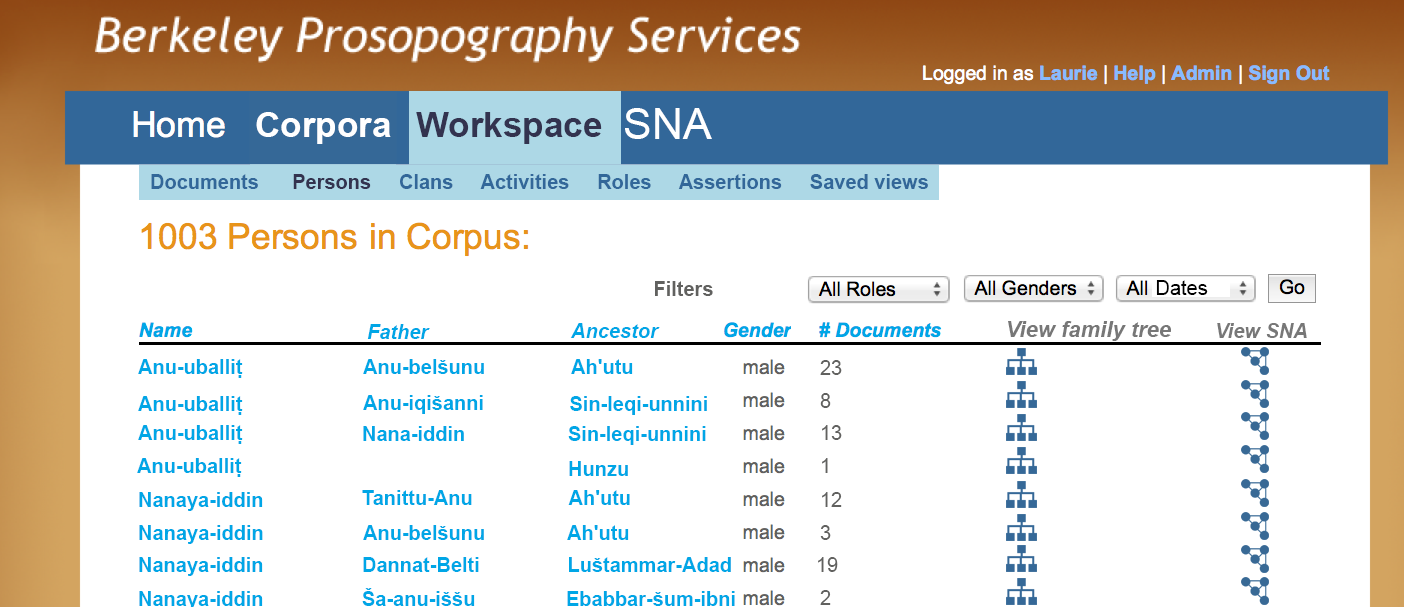 Berkeley Prosopography Services
Logged in as Laurie | Help | Admin | Sign Out
Home Corpora Workspace SNA
Documents Persons Clans Activities Roles Assertions Saved views
1003 Persons in Corpus:
Filters All Roles All Genders All Dates Go
Name Father Ancestor Gender # Documents View family tree View SNA
Anu-uballiṭ Anu-belšunu Ah'utu male 23
Anu-uballiṭ Anu-iqišanni Sin-leqi-unnini male 8
Anu-uballiṭ Nana-iddin Sin-leqi-unnini male 13
Anu-uballiṭ Hunzu male 1
Nanaya-iddin Tanittu-Anu Ah'utu male 12
Nanaya-iddin Anu-belšunu Ah'utu male 3
Nanaya-iddin Dannat-Belti Luštammar-Adad male 19
Nanaya-iddin Ša-anu-iššu Ebabbar-šum-ibni male 2